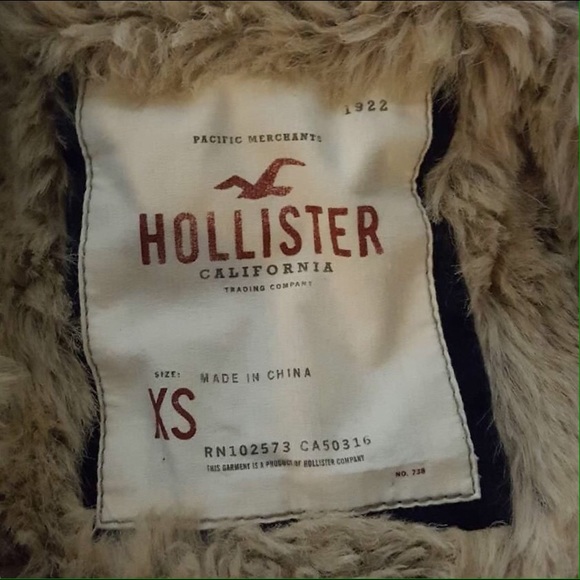 1922
PACIFIC MERCHANTS
HOLLISTER
CALIFORNIA
TRADING COMPANY
SIZE: MADE IN CHINA
XS
RN102573 CA50316
THIS GARMENT IS A PRODUCT OF HOLLISTER COMPANY
NO. 728